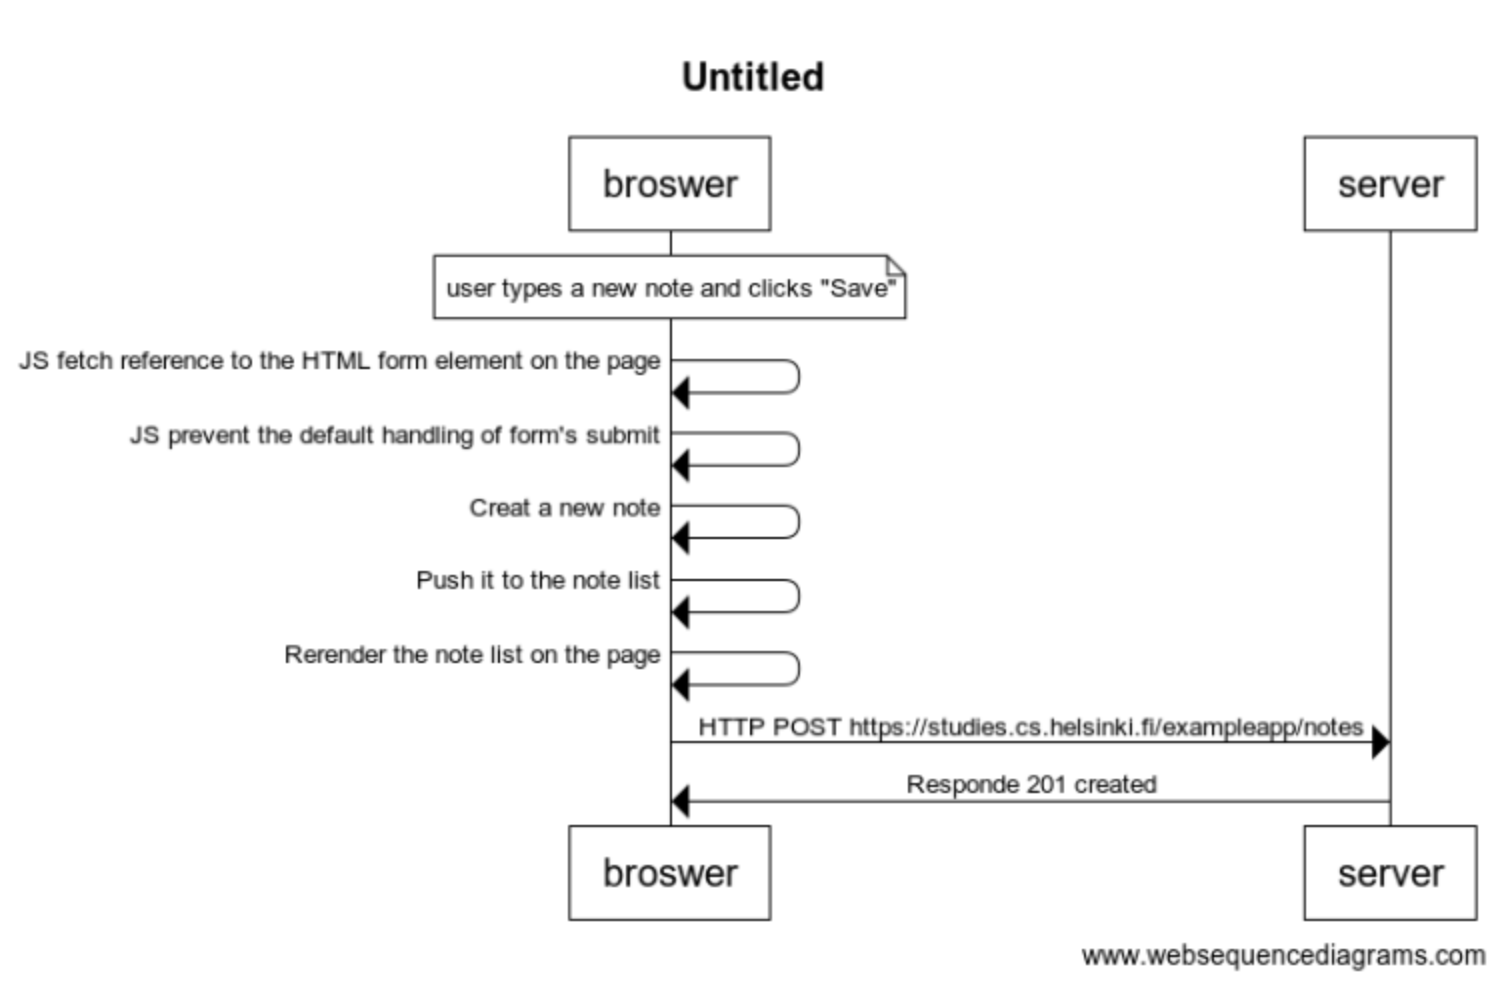 Untitled
broswer
server
user types a new note and clicks "Save"
JS fetch reference to the HTML form element on the page
JS prevent the default handling of form's submit
Creat a new note
Push it to the note list
Rerender the note list on the page
HTTP POST https://studies.cs.helsinki.fi/exampleapp/notes
Responde 201 created
broswer
server
www.websequencediagrams.com